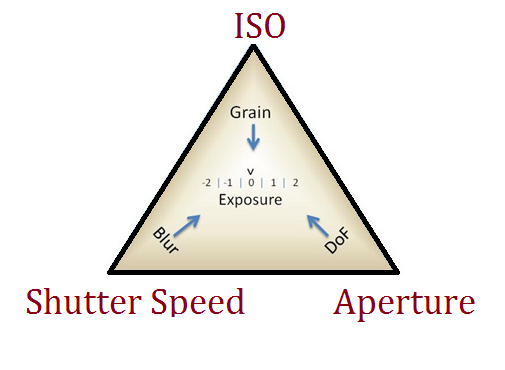 ISO
Grain
v
-2 | -1 | 0 | 1 | 2
Exposure
Blur
DoF
Shutter Speed
Aperture